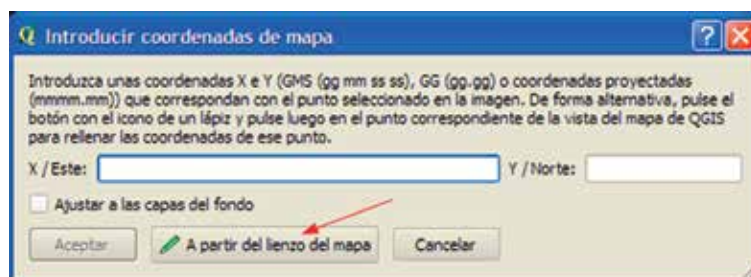 Introducir coordenadas de mapa
Introduzca unas coordenadas X e Y (GMS (gg mm ss ss), GG (gg.gg) o coordenadas proyectadas
(mmmm.mm)) que correspondan con el punto seleccionado en la imagen. De forma alternativa, pulse el
botón con el icono de un lápiz y pulse luego en el punto correspondiente de la vista del mapa de QGIS
para rellenar las coordenadas de ese punto.
X / Este: Y / Norte:
Ajustar a las capas del fondo
Aceptar A partir del lienzo del mapa Cancelar